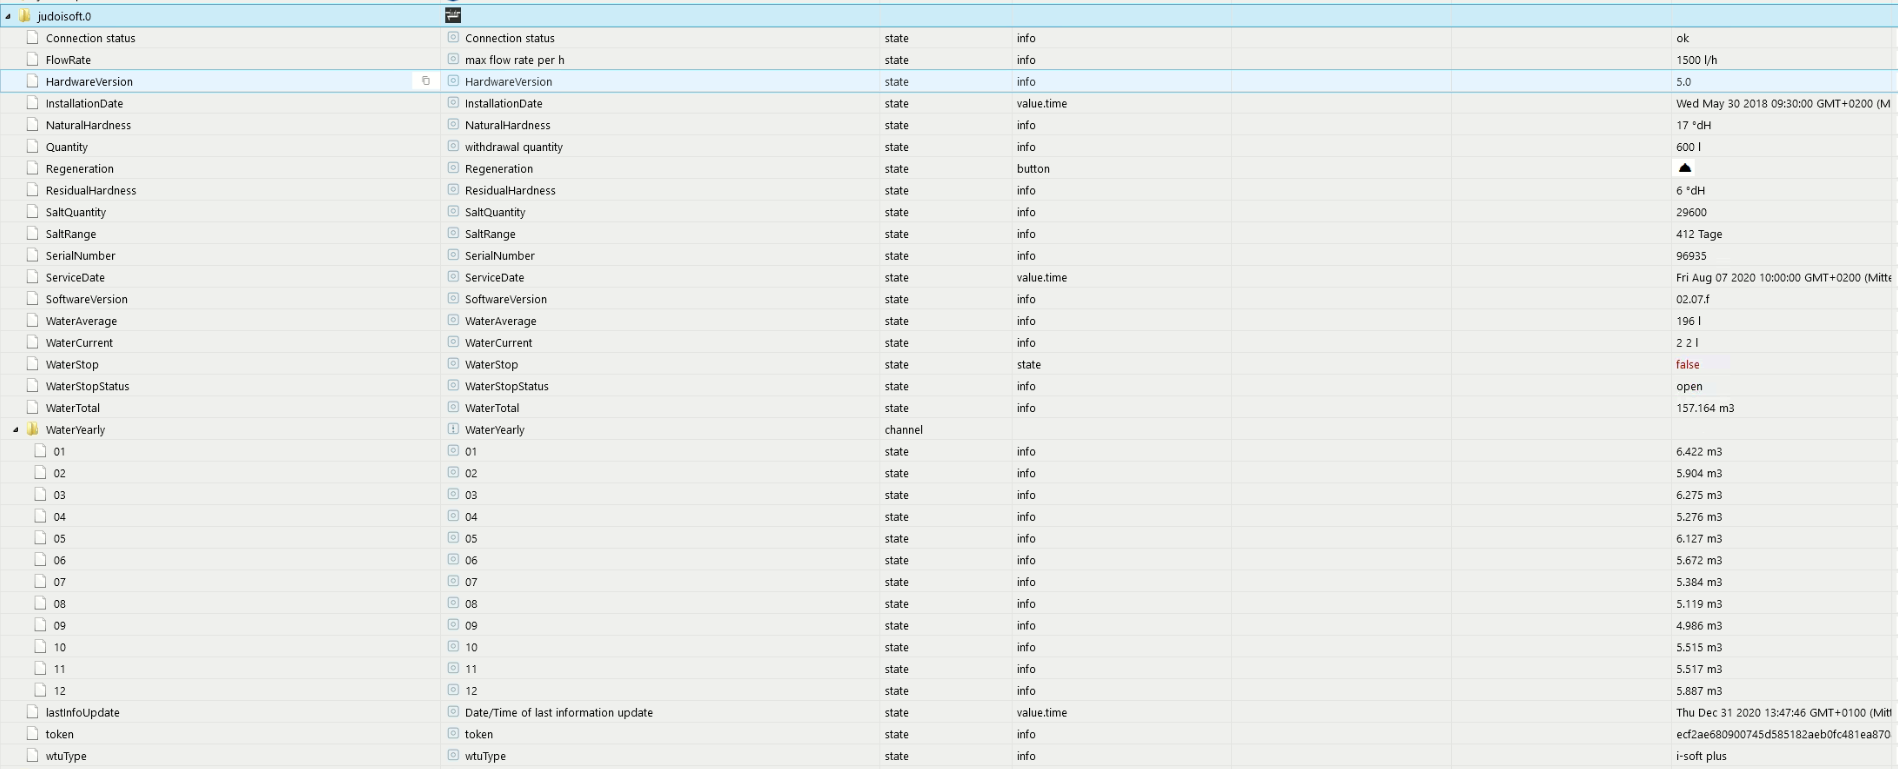 judoisoft.0
Connection status Connection status state info ok
FlowRate max flow rate per h state info 1500 l/h
HardwareVersion HardwareVersion state info 5.0
InstallationDate InstallationDate state value.time Wed May 30 2018 09:30:00 GMT+0200 (M
NaturalHardness NaturalHardness state info 17 °dH
Quantity withdrawal quantity state info 600 l
Regeneration Regeneration state button
ResidualHardness ResidualHardness state info 6 °dH
SaltQuantity SaltQuantity state info 29600
SaltRange SaltRange state info 412 Tage
SerialNumber SerialNumber state info 96935
ServiceDate ServiceDate state value.time Fri Aug 07 2020 10:00:00 GMT+0200 (Mitte
SoftwareVersion SoftwareVersion state info 02.07.f
WaterAverage WaterAverage state info 196 l
WaterCurrent WaterCurrent state info 2 2 l
WaterStop WaterStop state state false
WaterStopStatus WaterStopStatus state info open
WaterTotal WaterTotal state info 157.164 m3
WaterYearly WaterYearly channel
01 01 state info 6.422 m3
02 02 state info 5.904 m3
03 03 state info 6.275 m3
04 04 state info 5.276 m3
05 05 state info 6.127 m3
06 06 state info 5.672 m3
07 07 state info 5.384 m3
08 08 state info 5.119 m3
09 09 state info 4.986 m3
10 10 state info 5.515 m3
11 11 state info 5.517 m3
12 12 state info 5.887 m3
lastInfoUpdate Date/Time of last information update state value.time Thu Dec 31 2020 13:47:46 GMT+0100 (Mitt
token token state info ecf2ae680900745d585182aeb0fc481ea870
wtuType wtuType state info i-soft plus